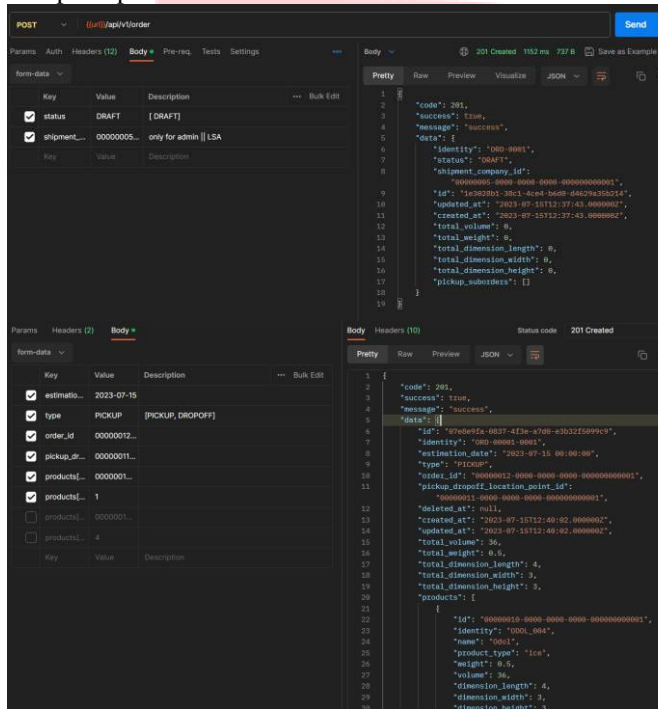 POST {{url}}/api/v1/order Send
Params Auth Headers (12) Body Pre-req. Tests Settings
form-data
Key Value Description Bulk Edit
status DRAFT [ DRAFT]
shipment_... 00000005... only for admin || LSA
Key Value Description
Body 201 Created 1152 ms 737 B Save as Example
Pretty Raw Preview Visualize JSON
1 {
2 "code": 201,
3 "success": true,
4 "message": "success",
5 "data": {
6 "identity": "ORD-0001",
7 "status": "DRAFT",
8 "shipment_company_id":
"00000005-0000-0000-0000-000000000001",
9 "id": "1e3028b1-38c1-4ce4-b6d0-d4629a35b214",
10 "updated_at": "2023-07-15T12:37:43.000000Z",
11 "created_at": "2023-07-15T12:37:43.000000Z",
12 "total_volume": 0,
13 "total_weight": 0,
14 "total_dimension_length": 0,
15 "total_dimension_width": 0,
16 "total_dimension_height": 0,
17 "pickup_suborders": []
18 }
19 }
Params Headers (2) Body
form-data
Key Value Description Bulk Edit
estimatio... 2023-07-15
type PICKUP [PICKUP, DROPOFF]
order_id 00000012...
pickup_dr... 00000011...
products[... 0000001...
products[... 1
products[... 0000001...
products[... 4
Key Value Description
Body Headers (10) Status code 201 Created
Pretty Raw Preview JSON
1 {
2 "code": 201,
3 "success": true,
4 "message": "success",
5 "data": {
6 "id": "07e8e9fa-0837-4f3e-a7d0-e3b32f5099c9",
7 "identity": "ORD-00001-0001",
8 "estimation_date": "2023-07-15 00:00:00",
9 "type": "PICKUP",
10 "order_id": "00000012-0000-0000-0000-000000000001",
11 "pickup_dropoff_location_point_id":
"00000011-0000-0000-0000-000000000001",
12 "deleted_at": null,
13 "created_at": "2023-07-15T12:40:02.000000Z",
14 "updated_at": "2023-07-15T12:40:02.000000Z",
15 "total_volume": 36,
16 "total_weight": 0.5,
17 "total_dimension_length": 4,
18 "total_dimension_width": 3,
19 "total_dimension_height": 3,
20 "products": [
21 {
22 "id": "00000010-0000-0000-0000-000000000001",
23 "identity": "ODOL_004",
24 "name": "Odol",
25 "product_type": "ice",
26 "weight": 0.5,
27 "volume": 36,
28 "dimension_length": 4,
29 "dimension_width": 3,
30 "dimension_height": 3,